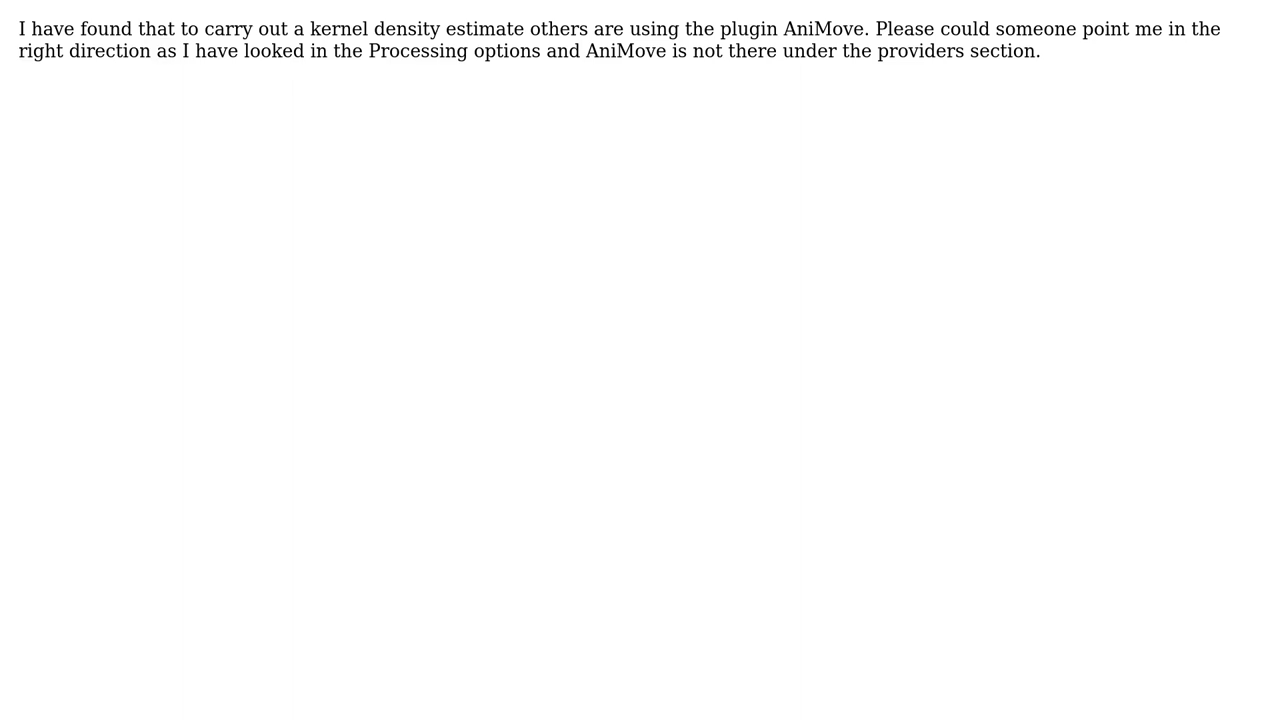 I have found that to carry out a kernel density estimate others are using the plugin AniMove. Please could someone point me in the
right direction as I have looked in the Processing options and AniMove is not there under the providers section.